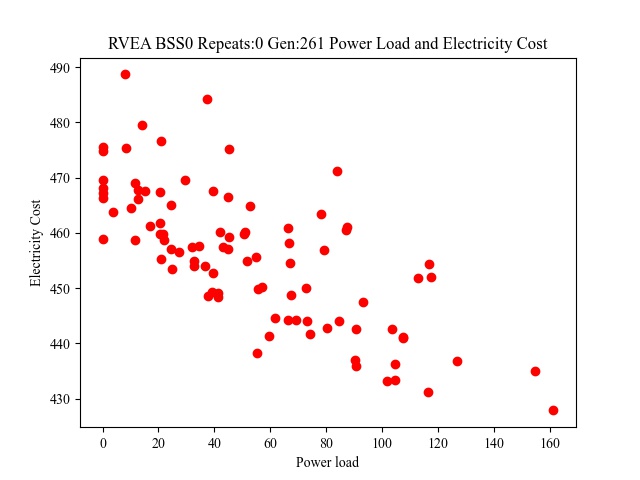 RVEA BSS0 Repeats:0 Gen:261 Power Load and Electricity Cost
490
480
470
460
450
440
430
Electricity Cost
0 20 40 60 80 100 120 140 160
Power load